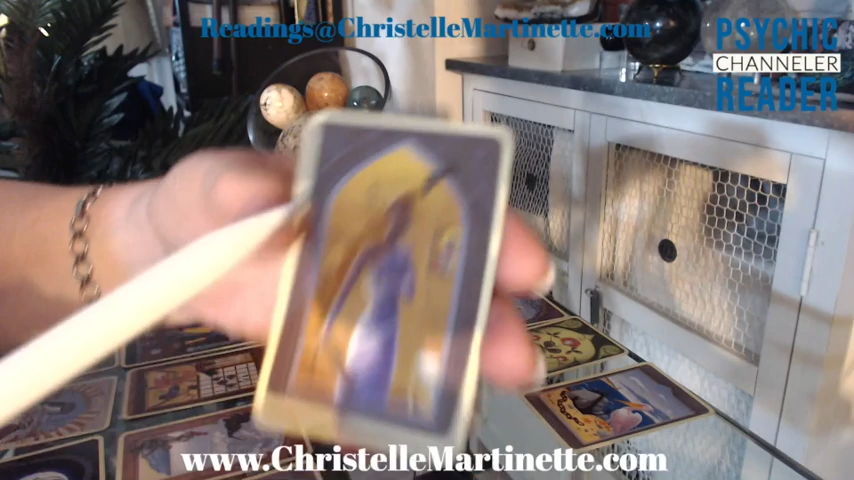 Readings@ChristelleMartinette.com
PSYCHIC
CHANNELER
READER
www.ChristelleMartinette.com